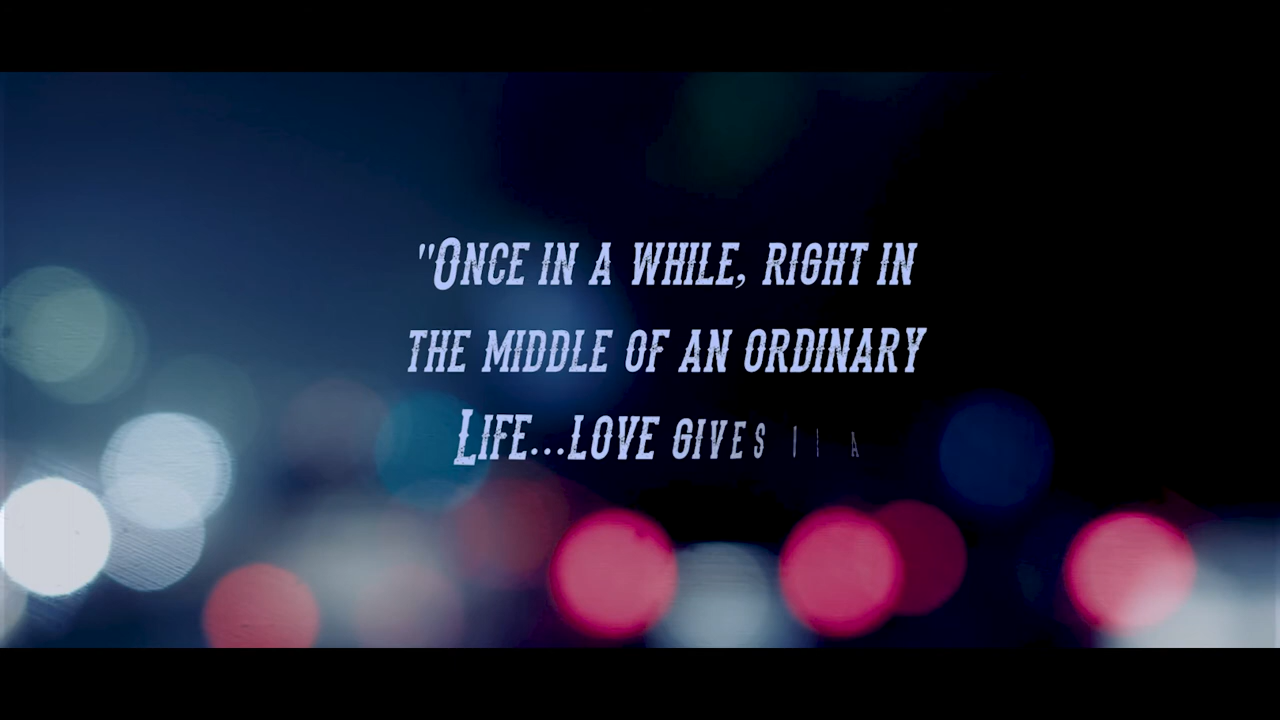 "Once in a while, right in
the middle of an ordinary
Life...love gives